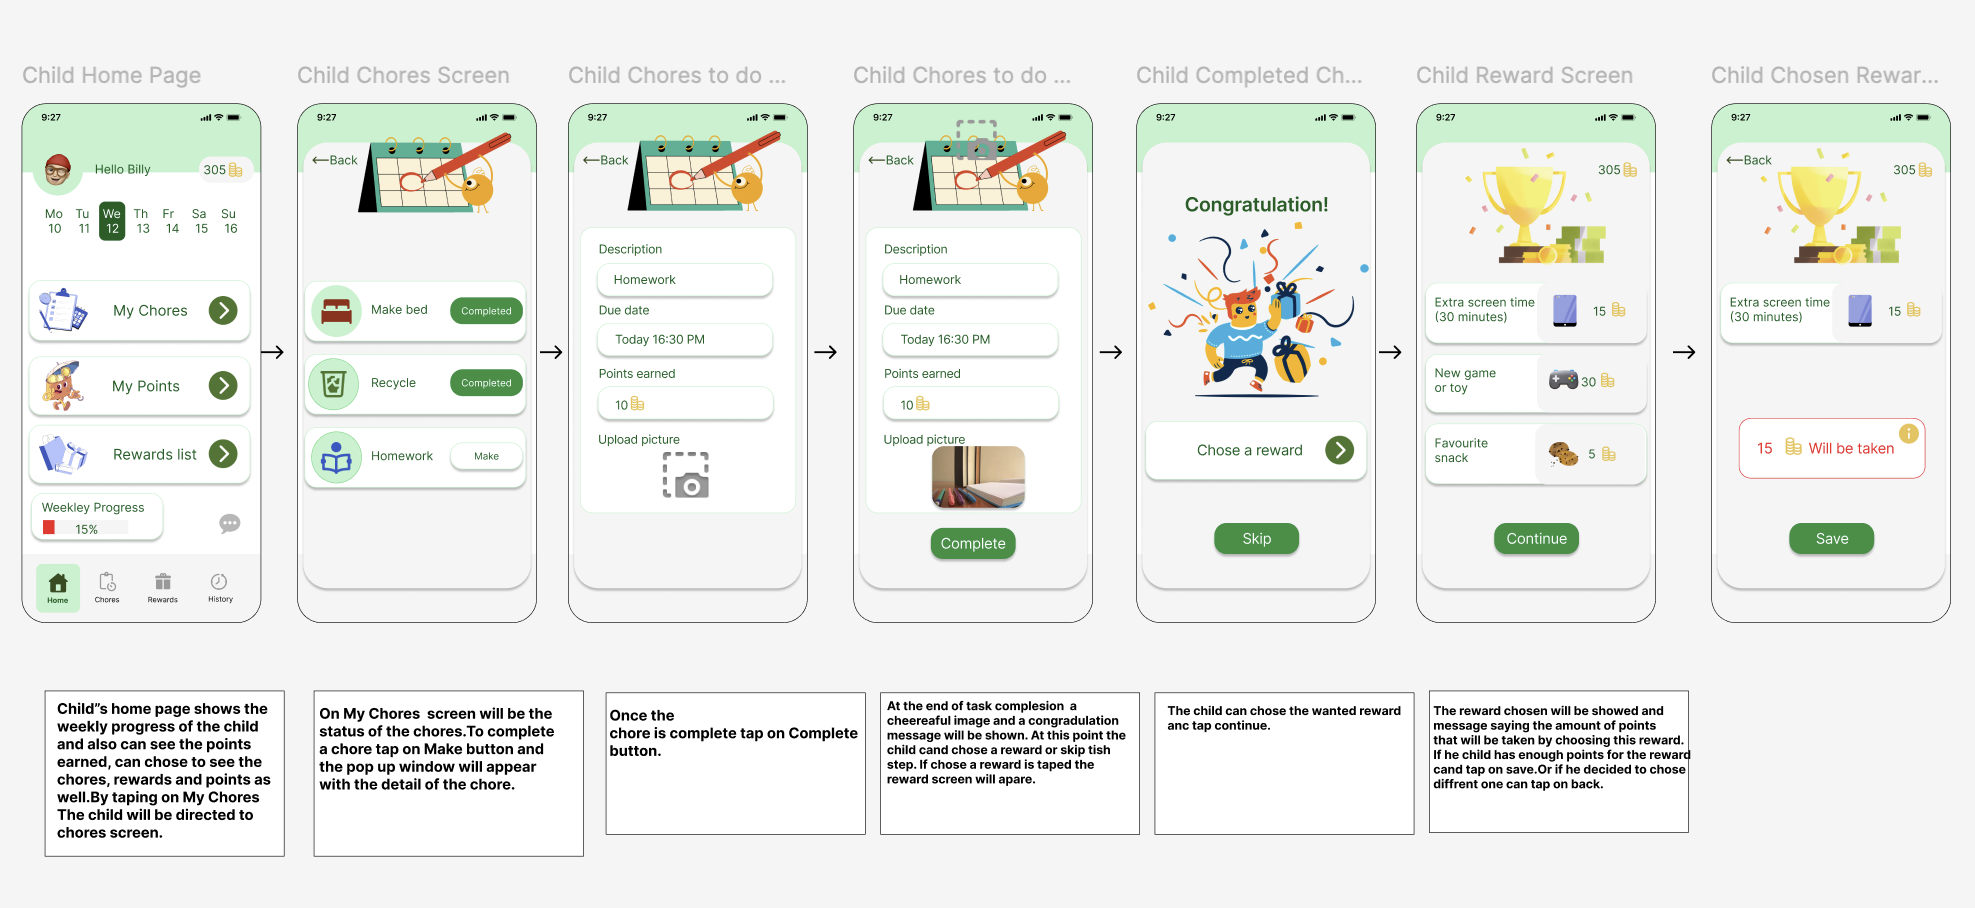 Child Home Page
9:27
Hello Billy
305
Mo Tu We Th Fr Sa Su
10 11 12 13 14 15 16
My Chores
My Points
Rewards list
Weekley Progress
15%
Home Chores Rewards History
Child Chores Screen
9:27
←Back
Make bed Completed
Recycle Completed
Homework Make
Child Chores to do ...
9:27
←Back
Description
Homework
Due date
Today 16:30 PM
Points earned
10
Upload picture
Child Chores to do ...
9:27
←Back
Description
Homework
Due date
Today 16:30 PM
Points earned
10
Upload picture
Complete
Child Completed Ch...
9:27
Congratulation!
Chose a reward
Skip
Child Reward Screen
9:27
305
Extra screen time
(30 minutes)
15
New game
or toy
30
Favourite
snack
5
Continue
Child Chosen Rewar...
9:27
←Back
305
Extra screen time
(30 minutes)
15
15 Will be taken
i
Save
Child”s home page shows the
weekly progress of the child
and also can see the points
earned, can chose to see the
chores, rewards and points as
well.By taping on My Chores
The child will be directed to
chores screen.
On My Chores screen will be the
status of the chores.To complete
a chore tap on Make button and
the pop up window will appear
with the detail of the chore.
Once the
chore is complete tap on Complete
button.
At the end of task complesion a
cheereaful image and a congradulation
message will be shown. At this point the
child cand chose a reward or skip tish
step. If chose a reward is taped the
reward screen will apare.
The child can chose the wanted reward
anc tap continue.
The reward chosen will be showed and
message saying the amount of points
that will be taken by choosing this reward.
If he child has enough points for the reward
cand tap on save.Or if he decided to chose
diffrent one can tap on back.